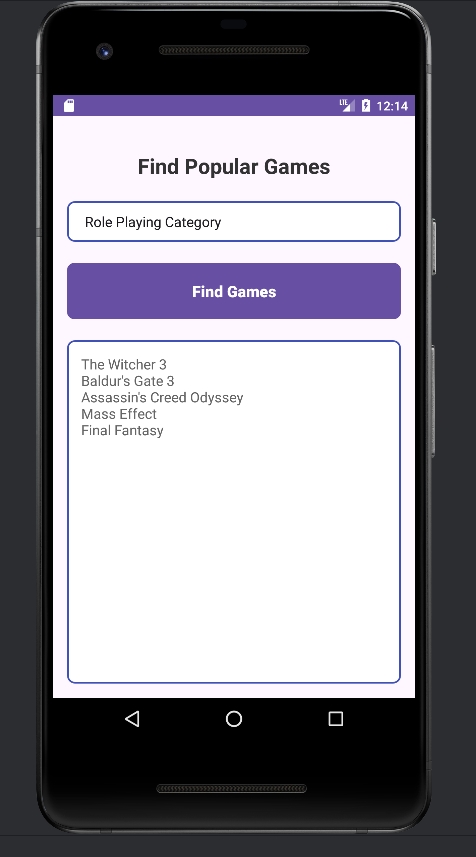 LTE 12:14
Find Popular Games
Role Playing Category
Find Games
The Witcher 3
Baldur's Gate 3
Assassin's Creed Odyssey
Mass Effect
Final Fantasy